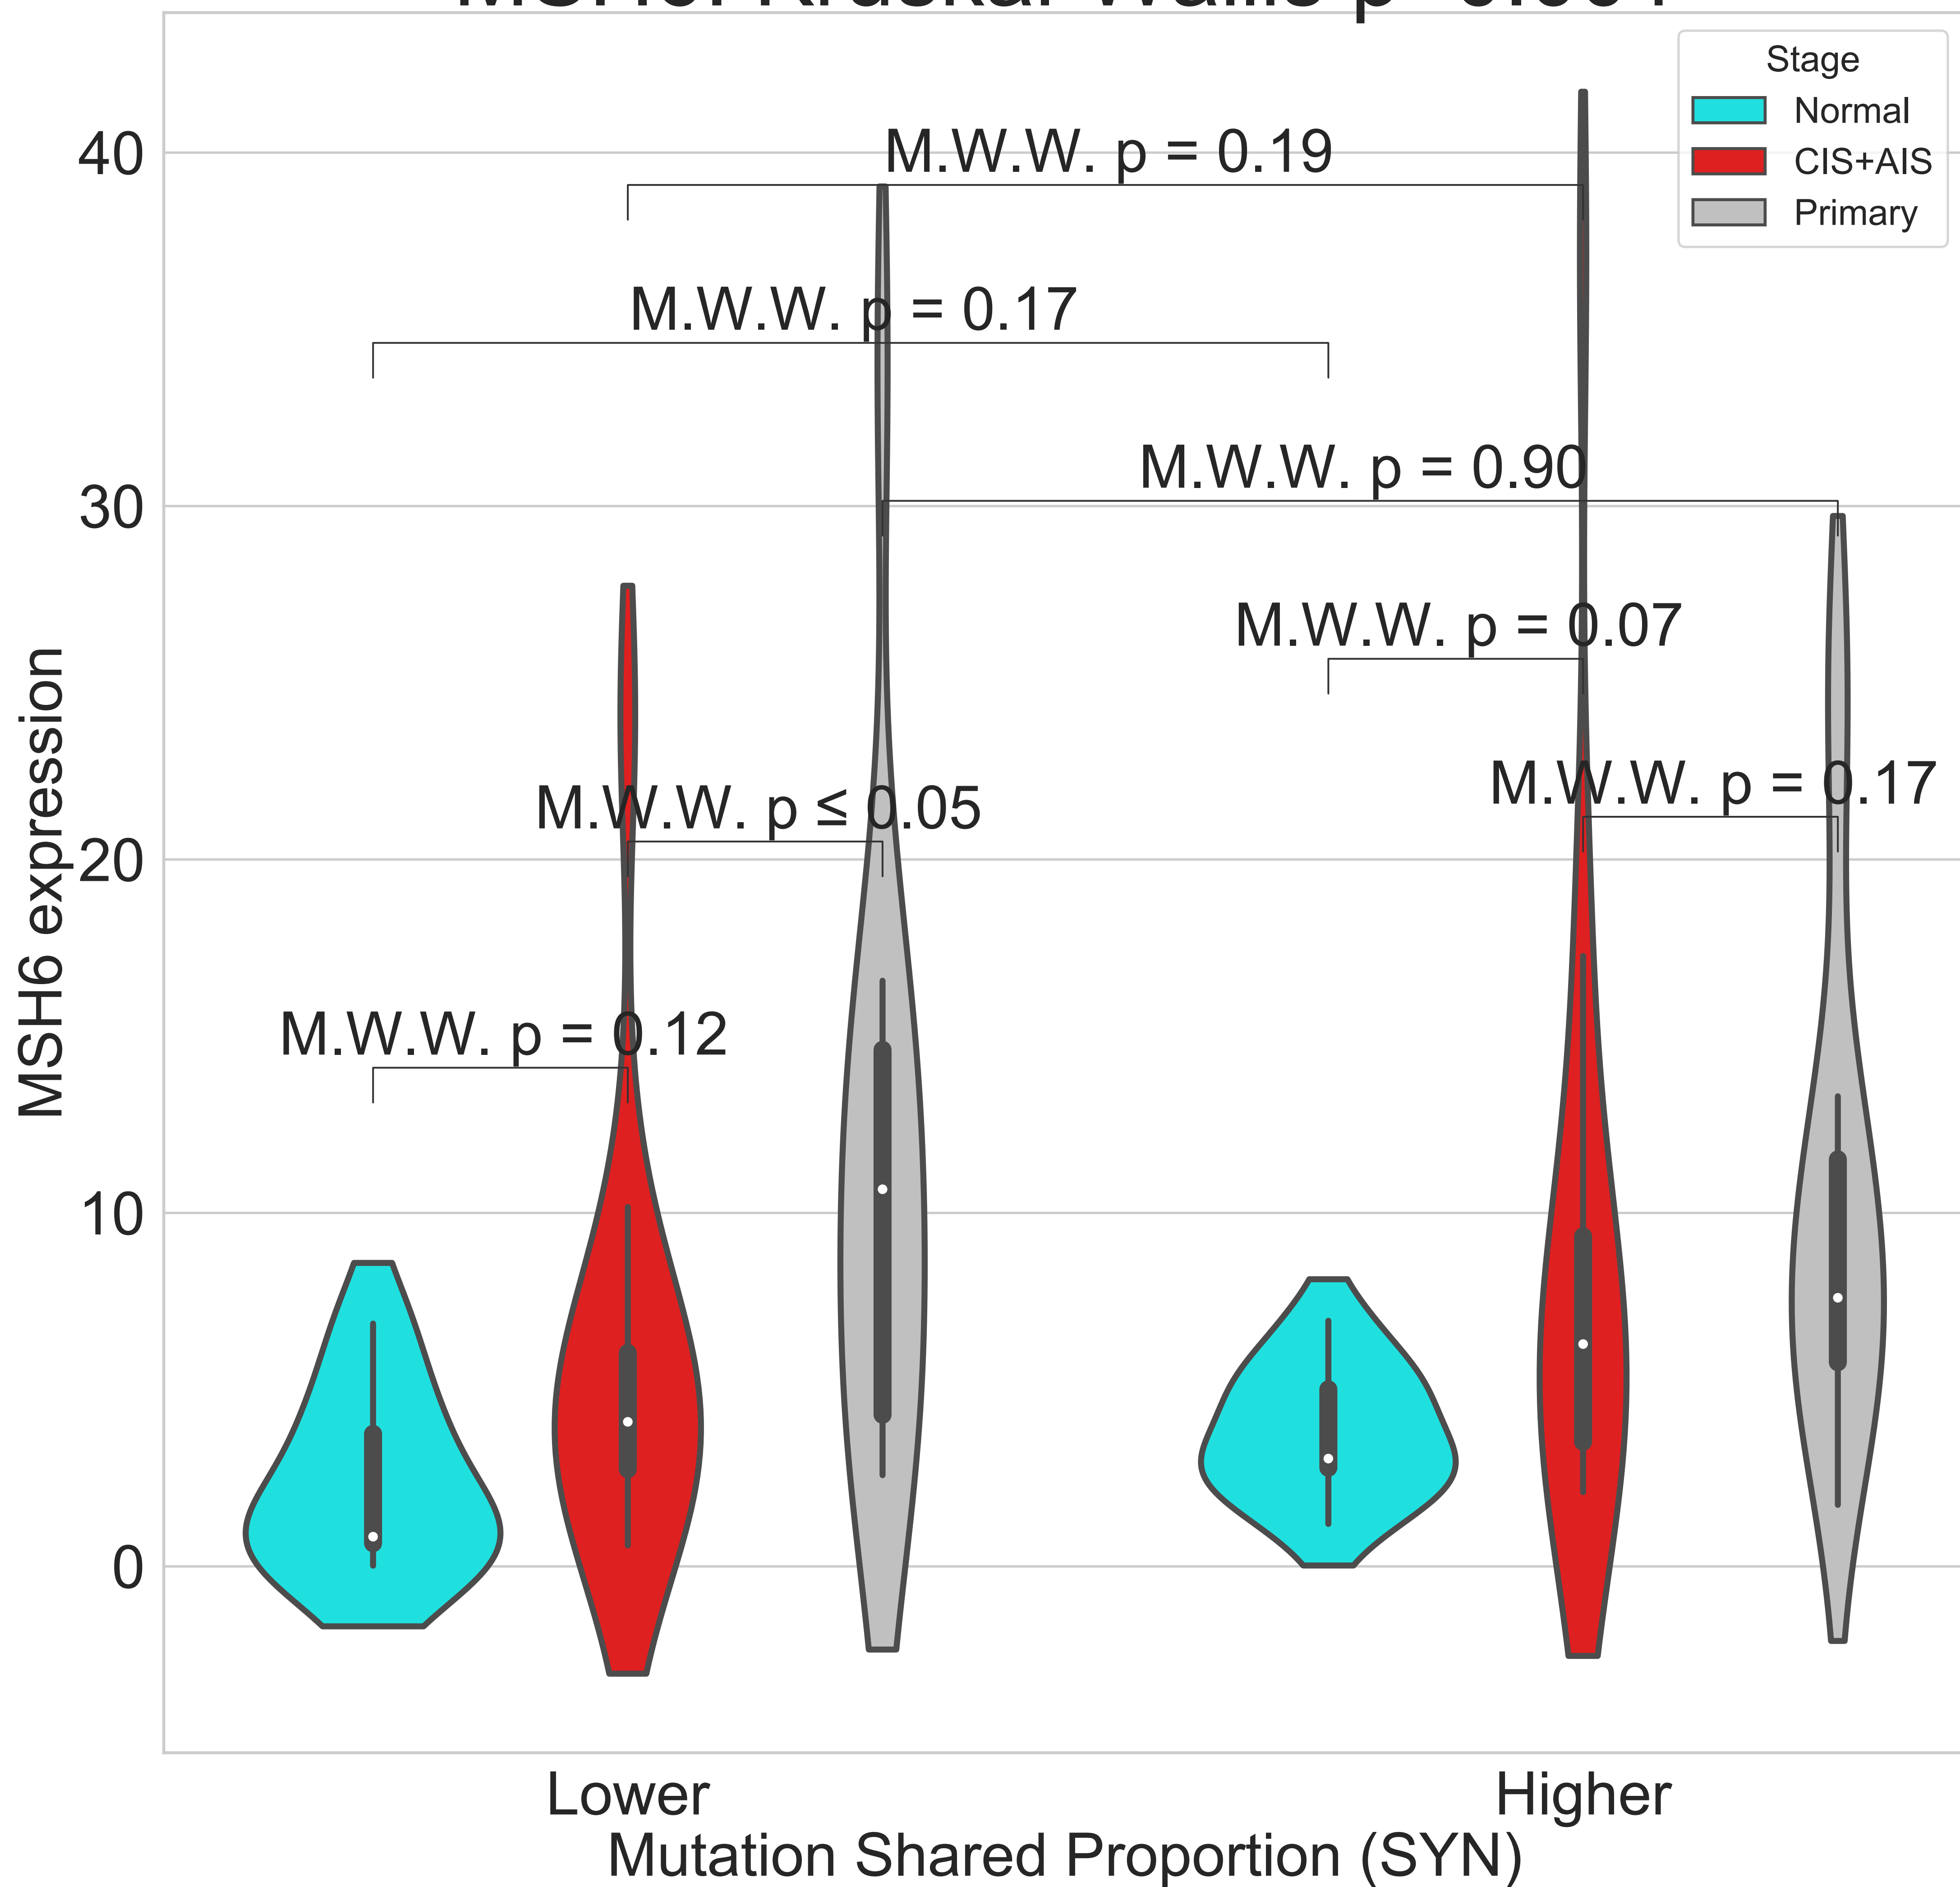 Stage
Normal
CIS+AIS
Primary
40
30
20
10
0
MSH6 expression
M.W.W. p = 0.19
M.W.W. p = 0.17
M.W.W. p = 0.90
M.W.W. p = 0.07
M.W.W. p = 0.17
M.W.W. p ≤ 0.05
M.W.W. p = 0.12
Lower
Higher
Mutation Shared Proportion (SYN)